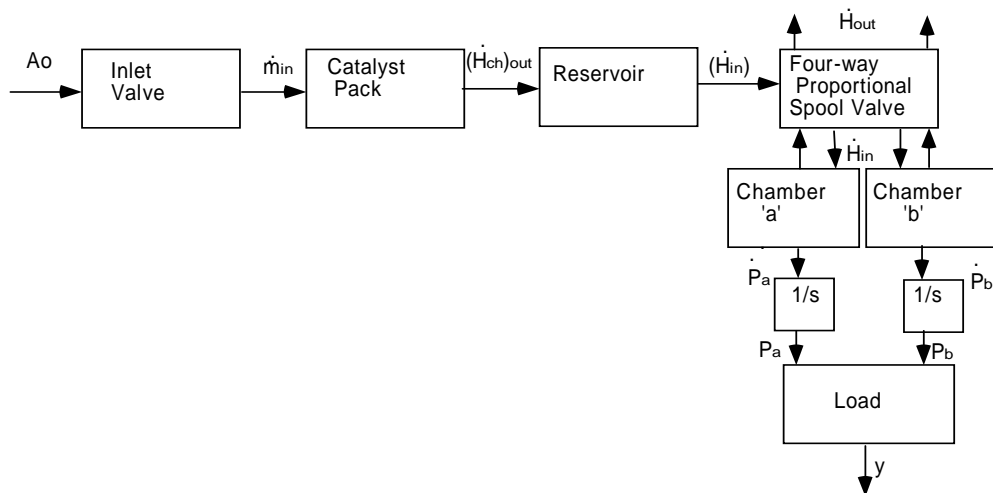 Ao
Inlet
Valve
ṁin
Catalyst
Pack
(Ḣch)out
Reservoir
(Ḣin)
Ḣout
Four-way
Proportional
Spool Valve
Ḣin
Chamber
'a'
Chamber
'b'
Ṗa
1/s
1/s
Ṗb
Pa
Pb
Load
y